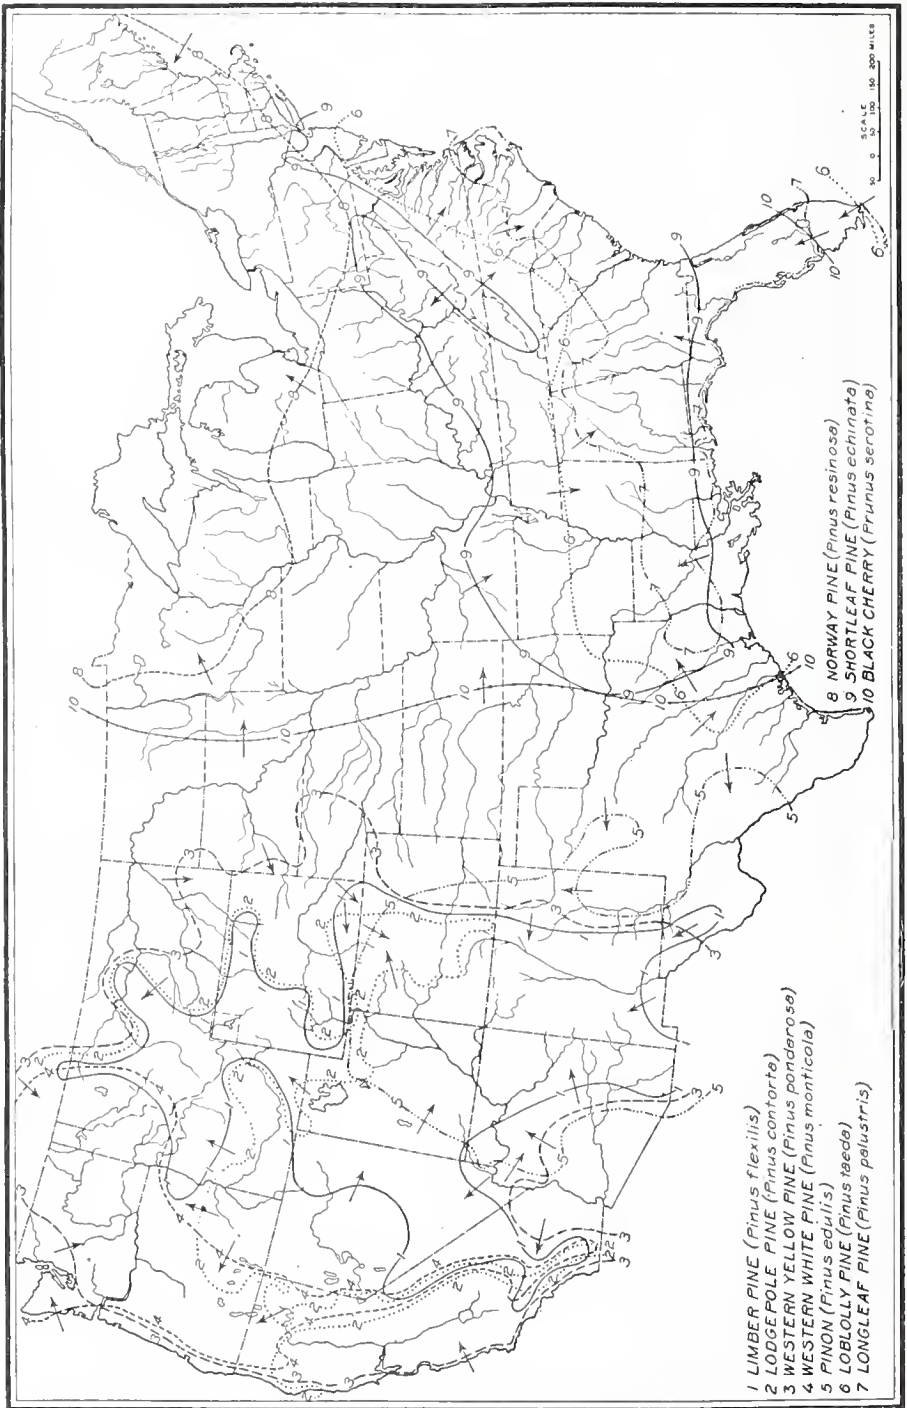 1 LIMBER PINE (Pinus flexilis)
2 LODGEPOLE PINE (Pinus contorta)
3 WESTERN YELLOW PINE (Pinus ponderosa)
4 WESTERN WHITE PINE (Pinus monticola)
5 PINON (Pinus edulis)
6 LOBLOLLY PINE (Pinus taeda)
7 LONGLEAF PINE (Pinus palustris)
8 NORWAY PINE (Pinus resinosa)
9 SHORTLEAF PINE (Pinus echinata)
10 BLACK CHERRY (Prunus serotina)
SCALE
50 0 50 100 150 200 MILES